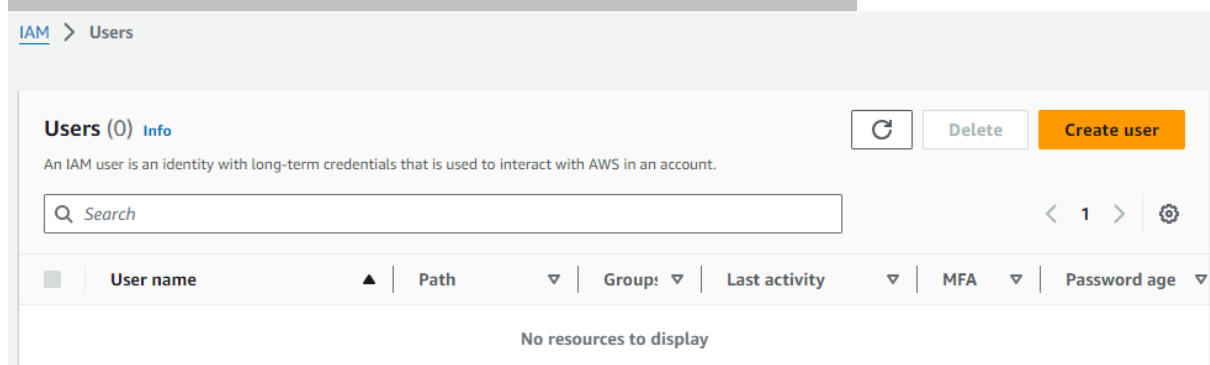 IAM > Users
Users (0) Info
Delete
Create user
An IAM user is an identity with long-term credentials that is used to interact with AWS in an account.
Search
1
User name
Path
Groups
Last activity
MFA
Password age
No resources to display